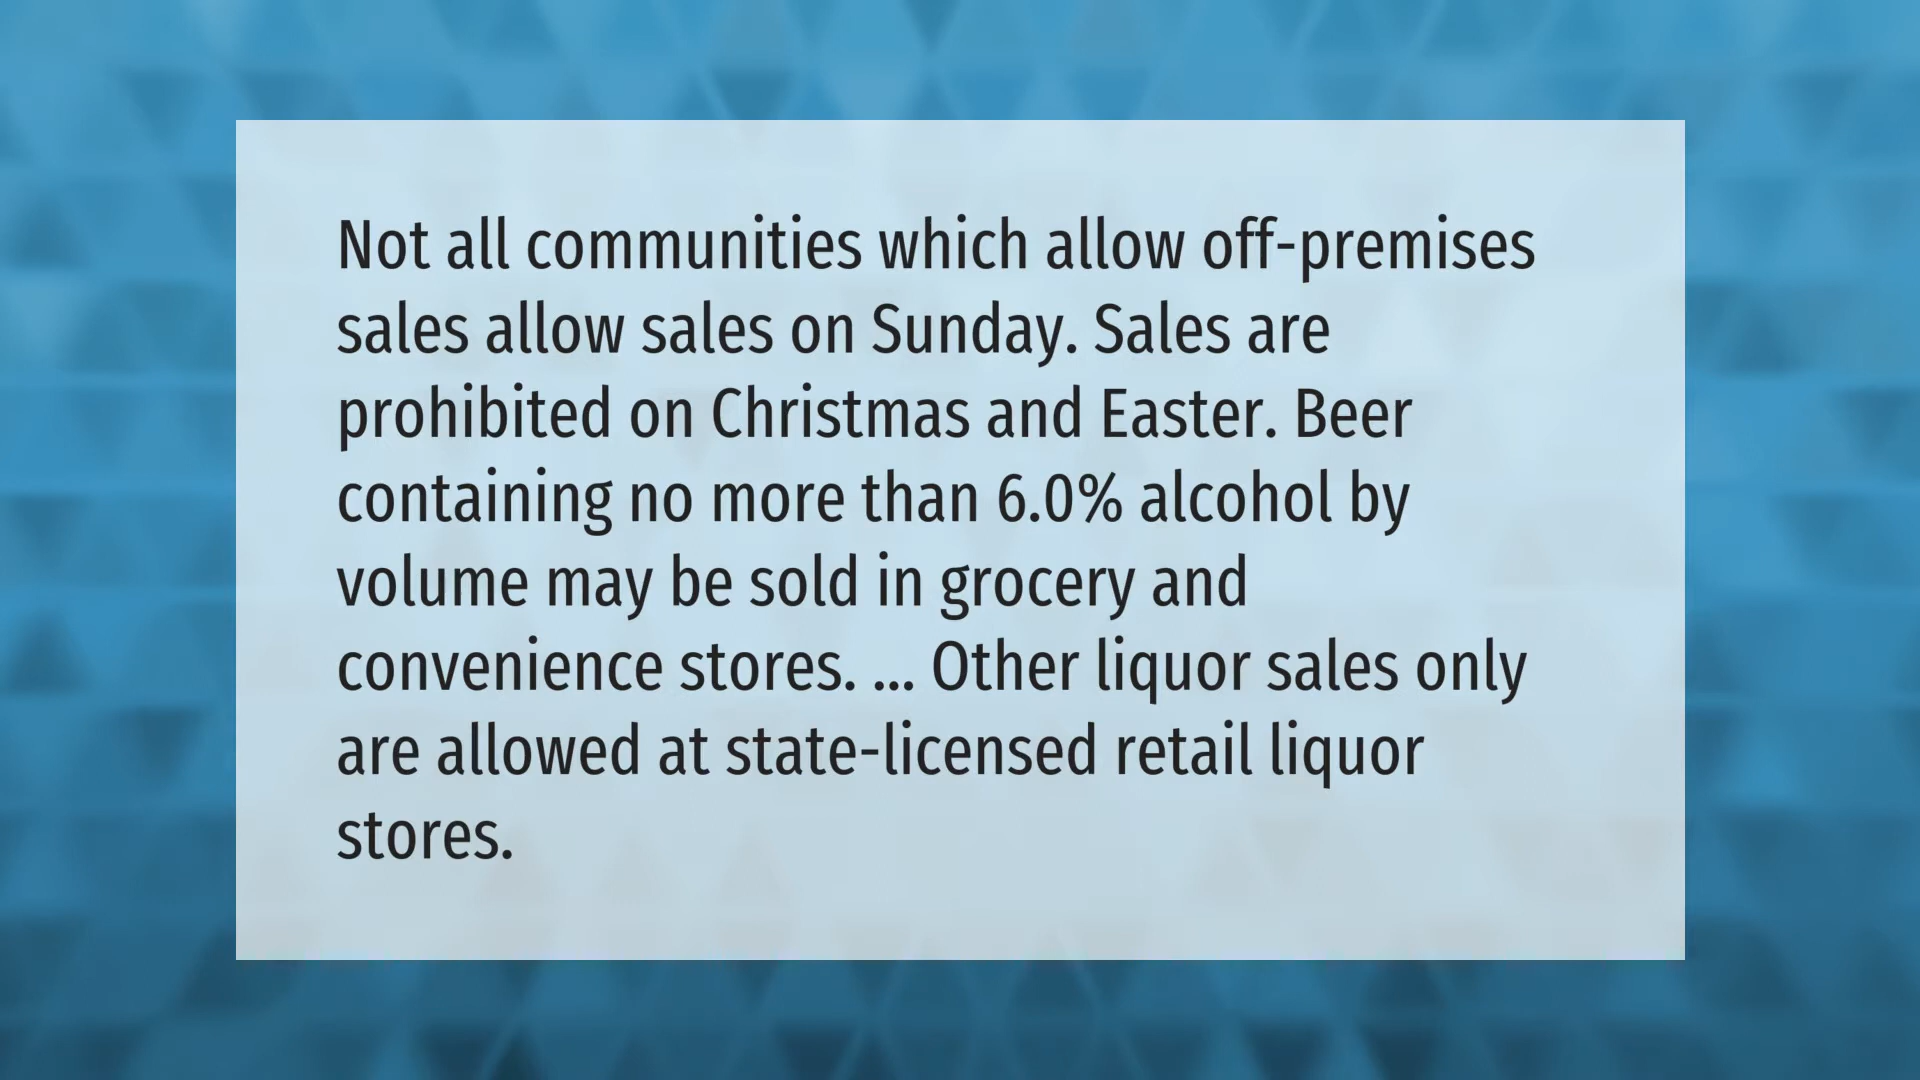 Not all communities which allow off-premises
sales allow sales on Sunday. Sales are
prohibited on Christmas and Easter. Beer
containing no more than 6.0% alcohol by
volume may be sold in grocery and
convenience stores. ... Other liquor sales only
are allowed at state-licensed retail liquor
stores.